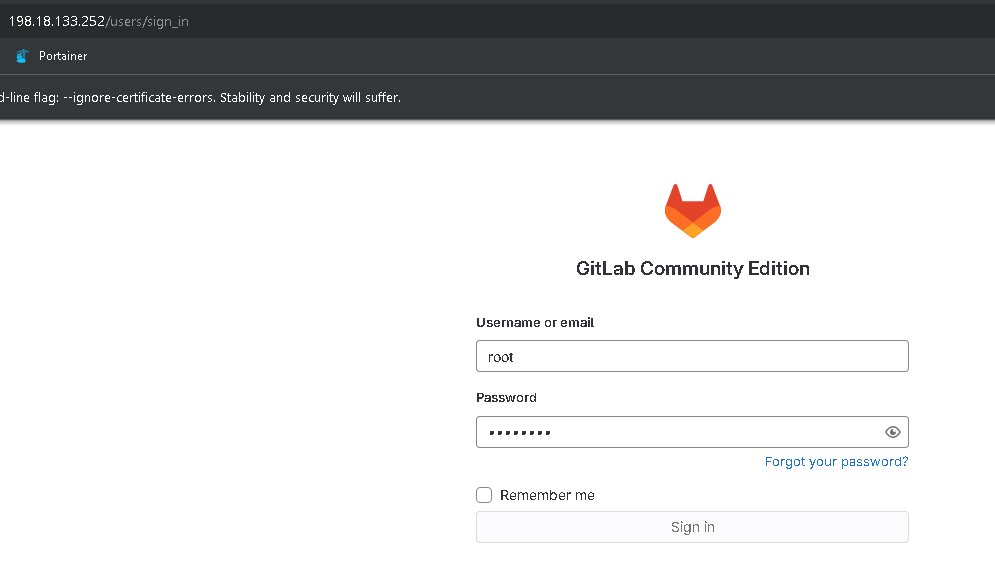 198.18.133.252/users/sign_in
Portainer
d-line flag: --ignore-certificate-errors. Stability and security will suffer.
GitLab Community Edition
Username or email
root
Password
••••••••
Forgot your password?
Remember me
Sign in